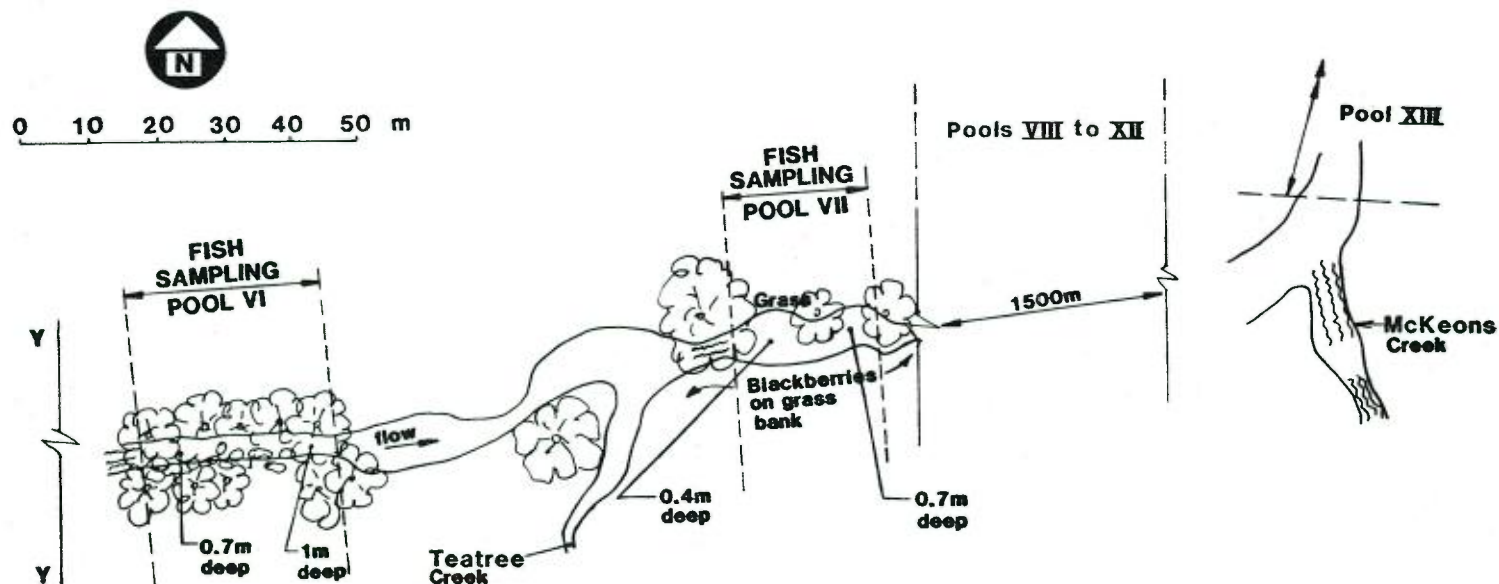 N
0 10 20 30 40 50 m
Pools VIII to XII
Pool XIII
FISH
SAMPLING
POOL VII
FISH
SAMPLING
POOL VI
Y
Grass
1500m
McKeons
Creek
Blackberries
on grass
bank
flow
0.4m
deep
0.7m
deep
0.7m
deep
1m
deep
Teatree
Creek
Y